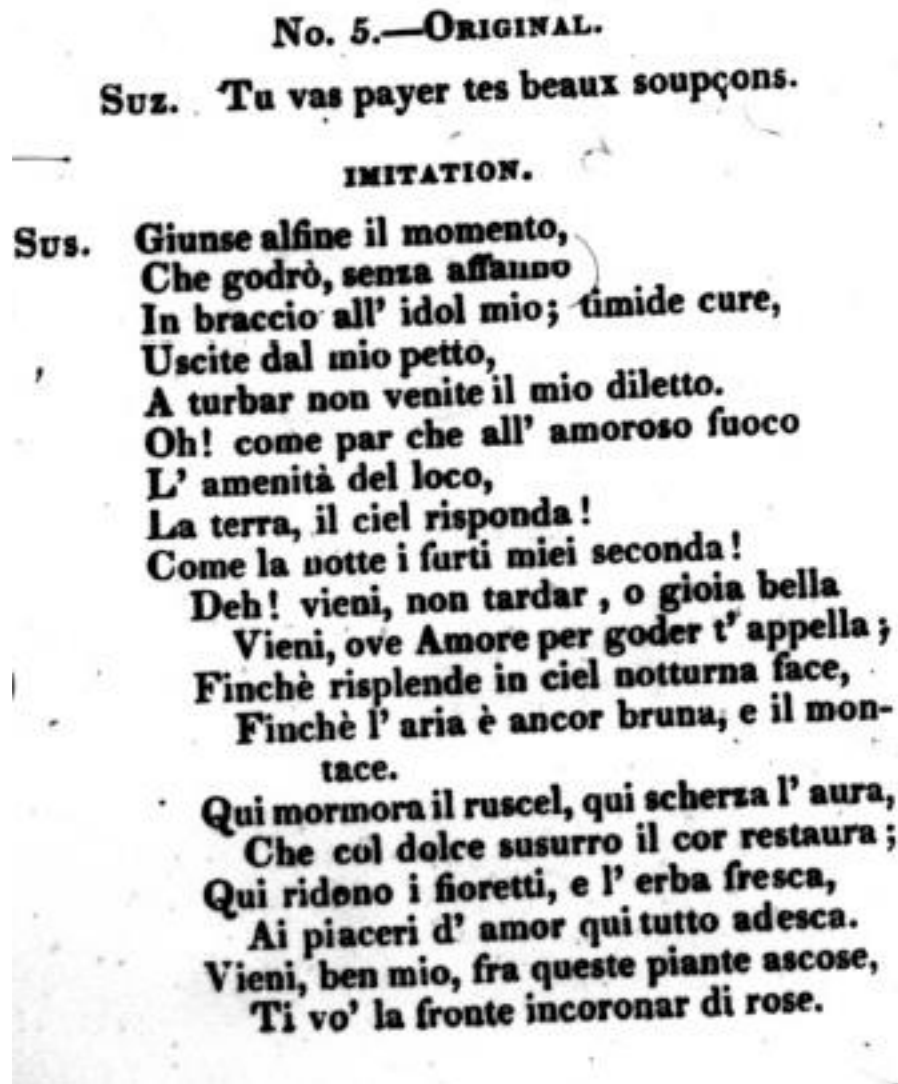 No. 5.—ORIGINAL.
SUZ. Tu vas payer tes beaux soupçons.
IMITATION.
SUS. Giunse alfine il momento,
Che godrò, senza affanno
In braccio all' idol mio; timide cure,
Uscite dal mio petto,
A turbar non venite il mio diletto.
Oh! come par che all' amoroso fuoco
L' amenità del loco,
La terra, il ciel risponda!
Come la notte i furti miei seconda!
Deh! vieni, non tardar, o gioia bella
Vieni, ove Amore per goder t' appella;
Finchè risplende in ciel notturna face,
Finchè l' aria è ancor bruna, e il mon-
tace.
Qui mormora il ruscel, qui scherza l' aura,
Che col dolce susurro il cor restaura;
Qui ridono i fioretti, e l' erba fresca,
Ai piaceri d' amor qui tutto adesca.
Vieni, ben mio, fra queste piante ascose,
Ti vo' la fronte incoronar di rose.